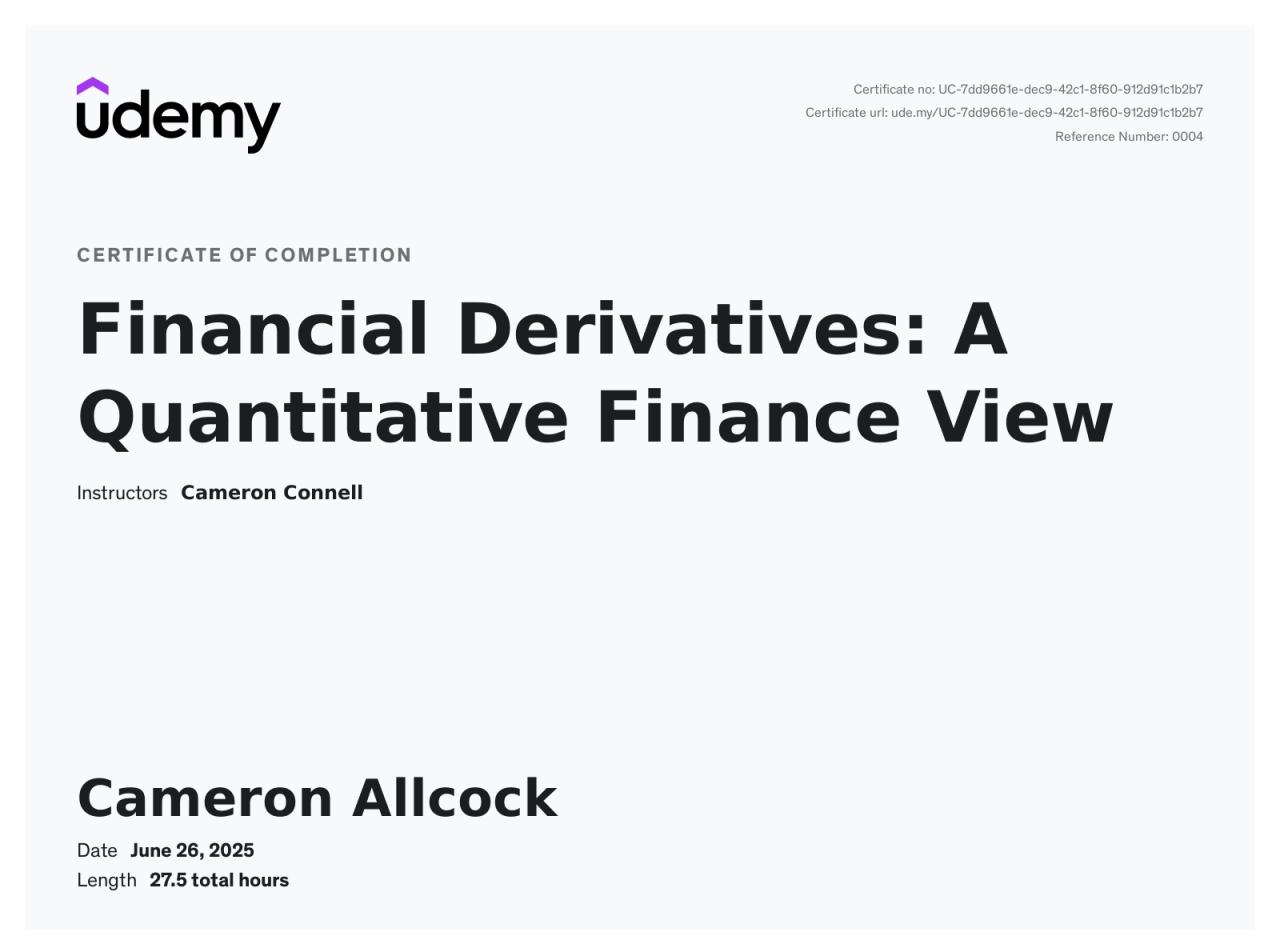 udemy
Certificate no: UC-7dd9661e-dec9-42c1-8f60-912d91c1b2b7
Certificate url: ude.my/UC-7dd9661e-dec9-42c1-8f60-912d91c1b2b7
Reference Number: 0004
CERTIFICATE OF COMPLETION
Financial Derivatives: A
Quantitative Finance View
Instructors Cameron Connell
Cameron Allcock
Date June 26, 2025
Length 27.5 total hours